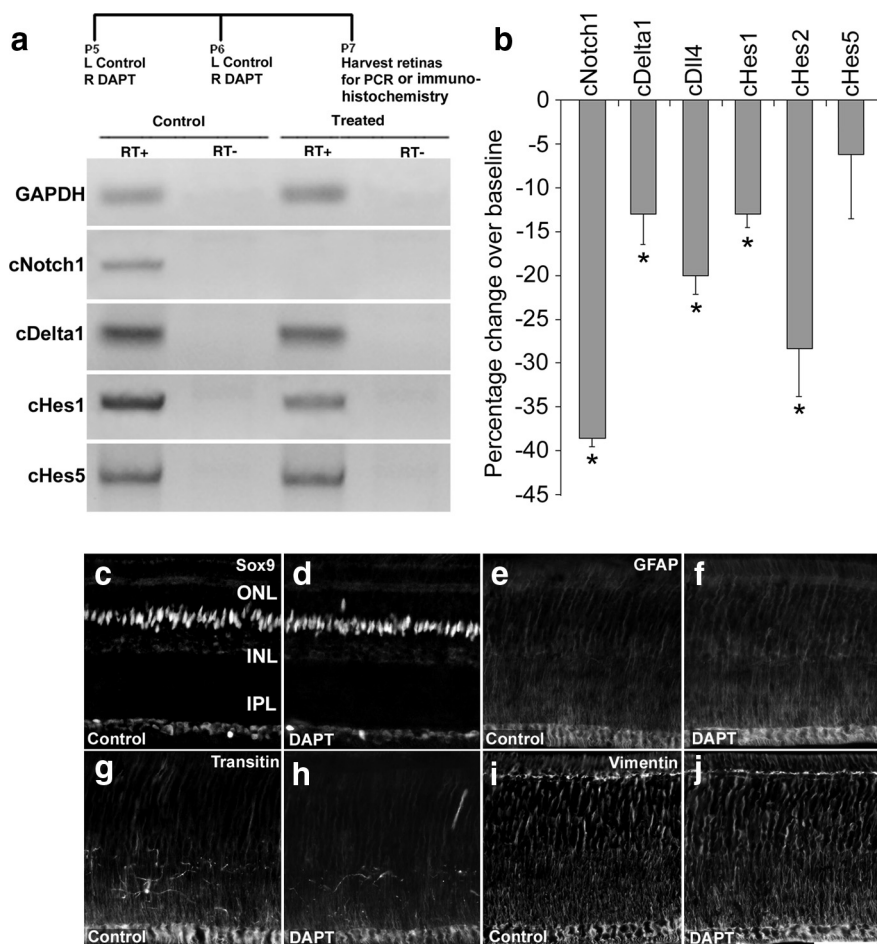 a
P5
L Control
R DAPT
P6
L Control
R DAPT
P7
Harvest retinas
for PCR or immuno-
histochemistry
Control
Treated
RT+
RT-
RT+
RT-
GAPDH
cNotch1
cDelta1
cHes1
cHes5
b
cNotch1
cDelta1
cDll4
cHes1
cHes2
cHes5
Percentage change over baseline
0
-5
-10
-15
-20
-25
-30
-35
-40
-45
*
*
*
*
*
c
Sox9
ONL
INL
IPL
Control
d
DAPT
e
GFAP
Control
f
DAPT
g
Transitin
Control
h
DAPT
i
Vimentin
Control
j
DAPT